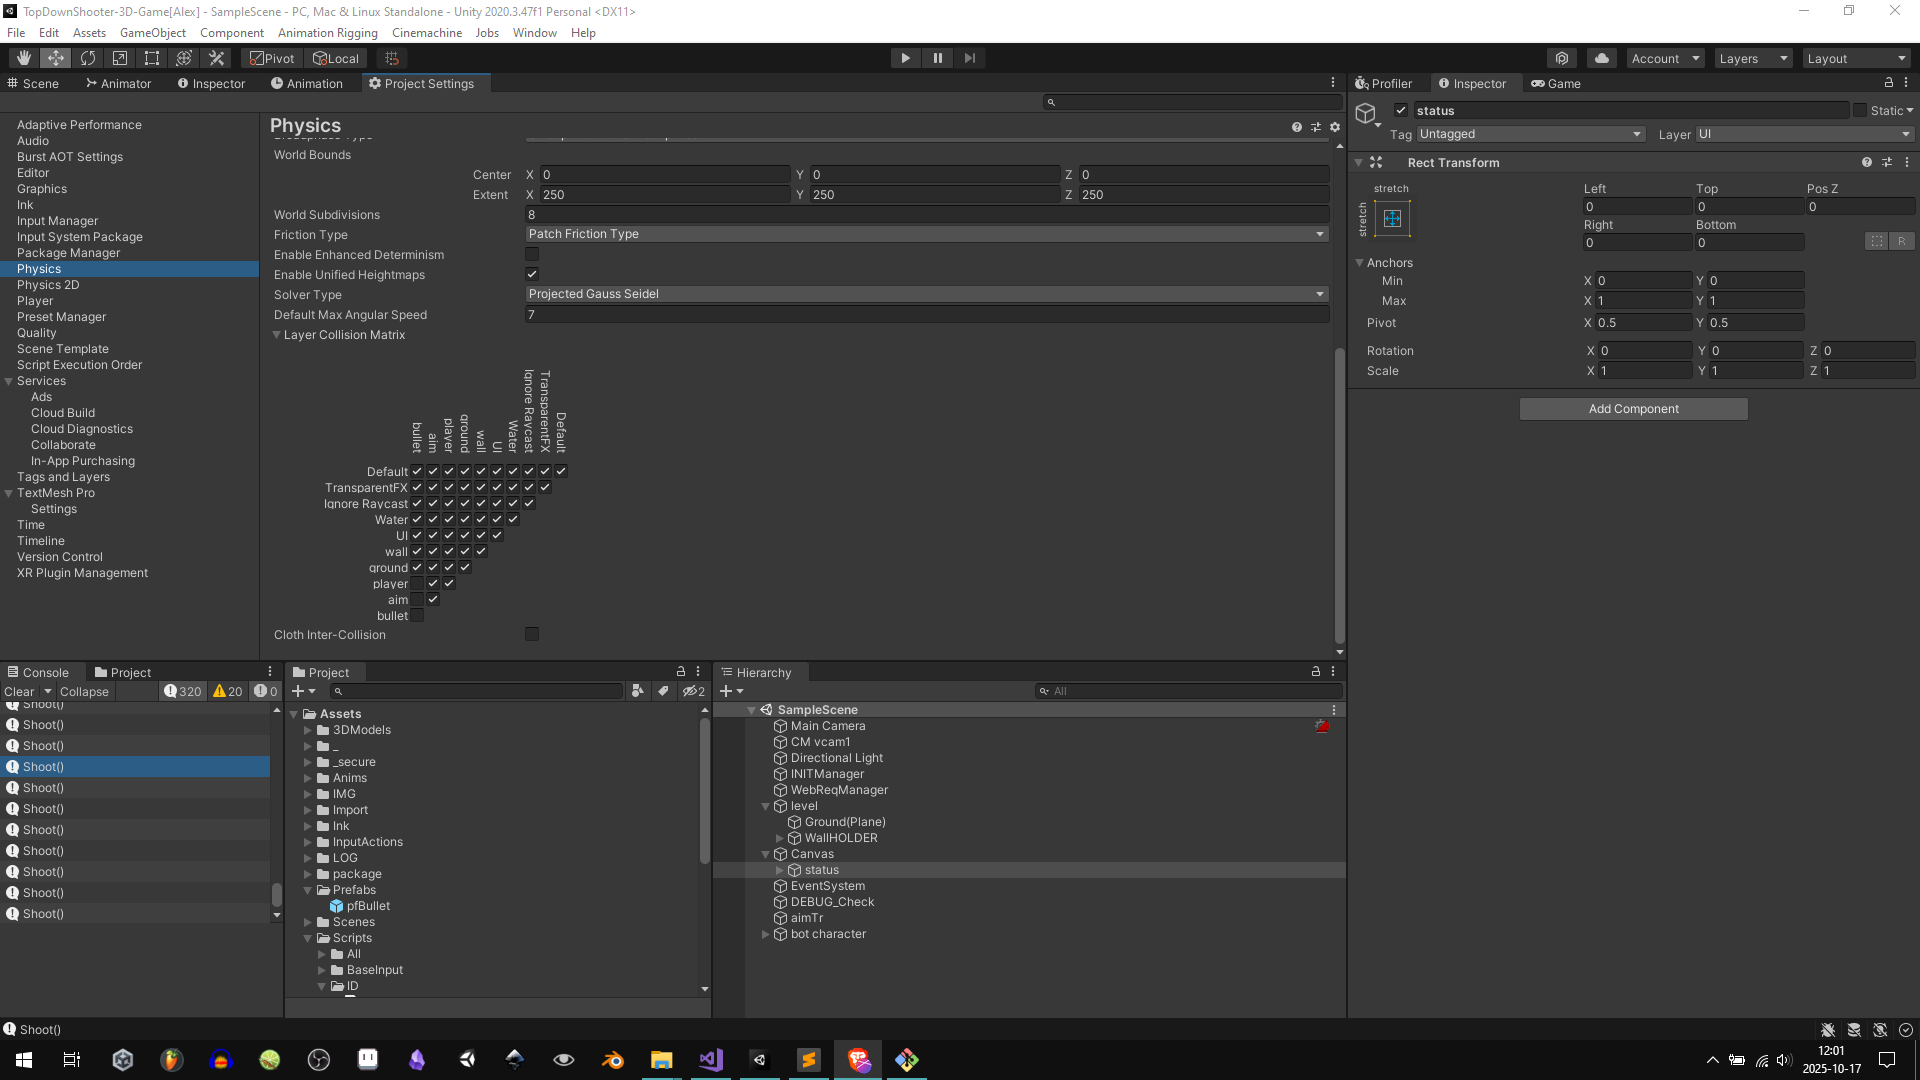 TopDownShooter-3D-Game[Alex] - SampleScene - PC, Mac & Linux Standalone - Unity 2020.3.47f1 Personal <DX11>
File Edit Assets GameObject Component Animation Rigging Cinemachine Jobs Window Help
Pivot Local Account Layers Layout
Scene Animator Inspector Animation Project Settings
Adaptive Performance
Audio
Burst AOT Settings
Editor
Graphics
Ink
Input Manager
Input System Package
Package Manager
Physics
Physics 2D
Player
Preset Manager
Quality
Scene Template
Script Execution Order
Services
Ads
Cloud Build
Cloud Diagnostics
Collaborate
In-App Purchasing
Tags and Layers
TextMesh Pro
Settings
Time
Timeline
Version Control
XR Plugin Management
Physics
World Bounds
Center X 0 Y 0 Z 0
Extent X 250 Y 250 Z 250
World Subdivisions 8
Friction Type Patch Friction Type
Enable Enhanced Determinism
Enable Unified Heightmaps
Solver Type Projected Gauss Seidel
Default Max Angular Speed 7
Layer Collision Matrix
bullet aim player ground wall UI Water Ignore Raycast TransparentFX Default
Default
TransparentFX
Ignore Raycast
Water
UI
wall
ground
player
aim
bullet
Cloth Inter-Collision
Profiler Inspector Game
status Static
Tag Untagged Layer UI
Rect Transform
stretch Left Top Pos Z
stretch 0 0 0
Right Bottom
0 0 R
Anchors
Min X 0 Y 0
Max X 1 Y 1
Pivot X 0.5 Y 0.5
Rotation X 0 Y 0 Z 0
Scale X 1 Y 1 Z 1
Add Component
Console Project
Clear Collapse 320 20 0
Shoot()
Shoot()
Shoot()
Shoot()
Shoot()
Shoot()
Shoot()
Shoot()
Shoot()
Shoot()
Shoot()
Project
2
Assets
3DModels
_
_secure
Anims
IMG
Import
Ink
InputActions
LOG
package
Prefabs
pfBullet
Scenes
Scripts
All
BaseInput
ID
Hierarchy
All
SampleScene
Main Camera
CM vcam1
Directional Light
INITManager
WebReqManager
level
Ground(Plane)
WallHOLDER
Canvas
status
EventSystem
DEBUG_Check
aimTr
bot character
Shoot()
12:01
2025-10-17